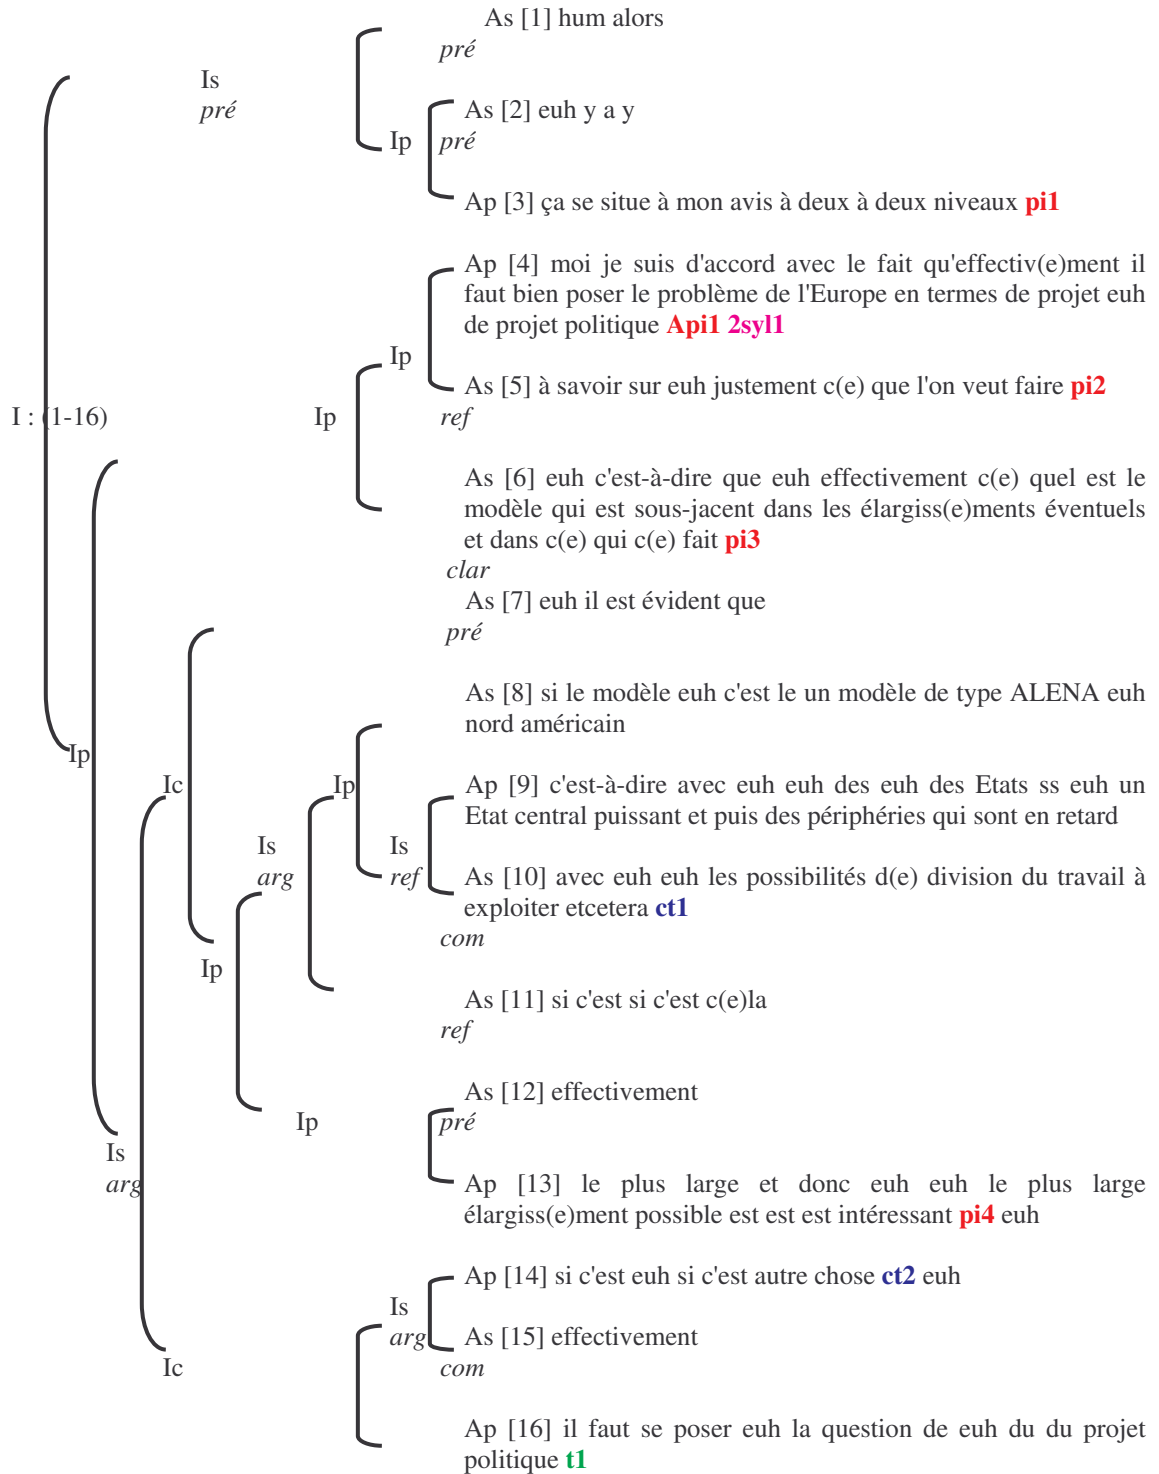 As [1] hum alors
pré
Is
pré
As [2] euh y a y
Ip
pré
Ap [3] ça se situe à mon avis à deux à deux niveaux pi1
Ap [4] moi je suis d'accord avec le fait qu'effectiv(e)ment il
faut bien poser le problème de l'Europe en termes de projet euh
de projet politique Api1 2syl1
Ip
As [5] à savoir sur euh justement c(e) que l'on veut faire pi2
I : (1-16)
Ip
ref
As [6] euh c'est-à-dire que euh effectivement c(e) quel est le
modèle qui est sous-jacent dans les élargiss(e)ments éventuels
et dans c(e) qui c(e) fait pi3
clar
As [7] euh il est évident que
pré
As [8] si le modèle euh c'est le un modèle de type ALENA euh
nord américain
Ip
Ic
Ip
Ap [9] c'est-à-dire avec euh euh des euh des Etats ss euh un
Etat central puissant et puis des périphéries qui sont en retard
Is
arg
Is
ref
As [10] avec euh euh les possibilités d(e) division du travail à
exploiter etcetera ct1
com
Ip
As [11] si c'est si c'est c(e)la
ref
As [12] effectivement
Ip
pré
Is
arg
Ap [13] le plus large et donc euh euh le plus large
élargiss(e)ment possible est est est intéressant pi4 euh
Ap [14] si c'est euh si c'est autre chose ct2 euh
Is
arg
As [15] effectivement
Ic
com
Ap [16] il faut se poser euh la question de euh du du projet
politique t1